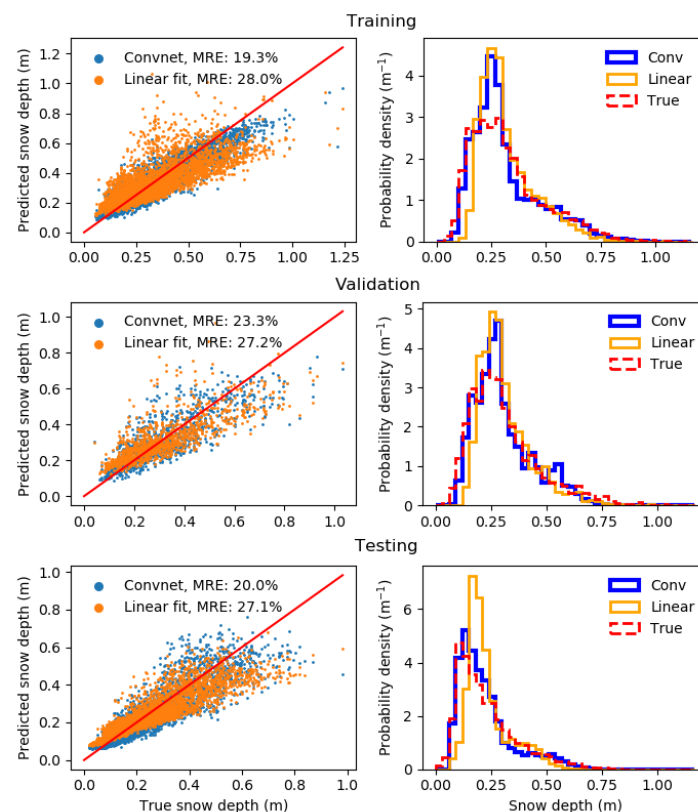 Training
Predicted snow depth (m)
1.2
1.0
0.8
0.6
0.4
0.2
0.0
Convnet, MRE: 19.3%
Linear fit, MRE: 28.0%
0.00 0.25 0.50 0.75 1.00 1.25
Probability density (m⁻¹)
4
3
2
1
0
Conv
Linear
True
0.00 0.25 0.50 0.75 1.00
Validation
Predicted snow depth (m)
1.0
0.8
0.6
0.4
0.2
0.0
Convnet, MRE: 23.3%
Linear fit, MRE: 27.2%
0.0 0.2 0.4 0.6 0.8 1.0
Probability density (m⁻¹)
5
4
3
2
1
0
Conv
Linear
True
0.00 0.25 0.50 0.75 1.00
Testing
Predicted snow depth (m)
1.0
0.8
0.6
0.4
0.2
0.0
Convnet, MRE: 20.0%
Linear fit, MRE: 27.1%
0.0 0.2 0.4 0.6 0.8 1.0
True snow depth (m)
Probability density (m⁻¹)
6
4
2
0
Conv
Linear
True
0.00 0.25 0.50 0.75 1.00
Snow depth (m)